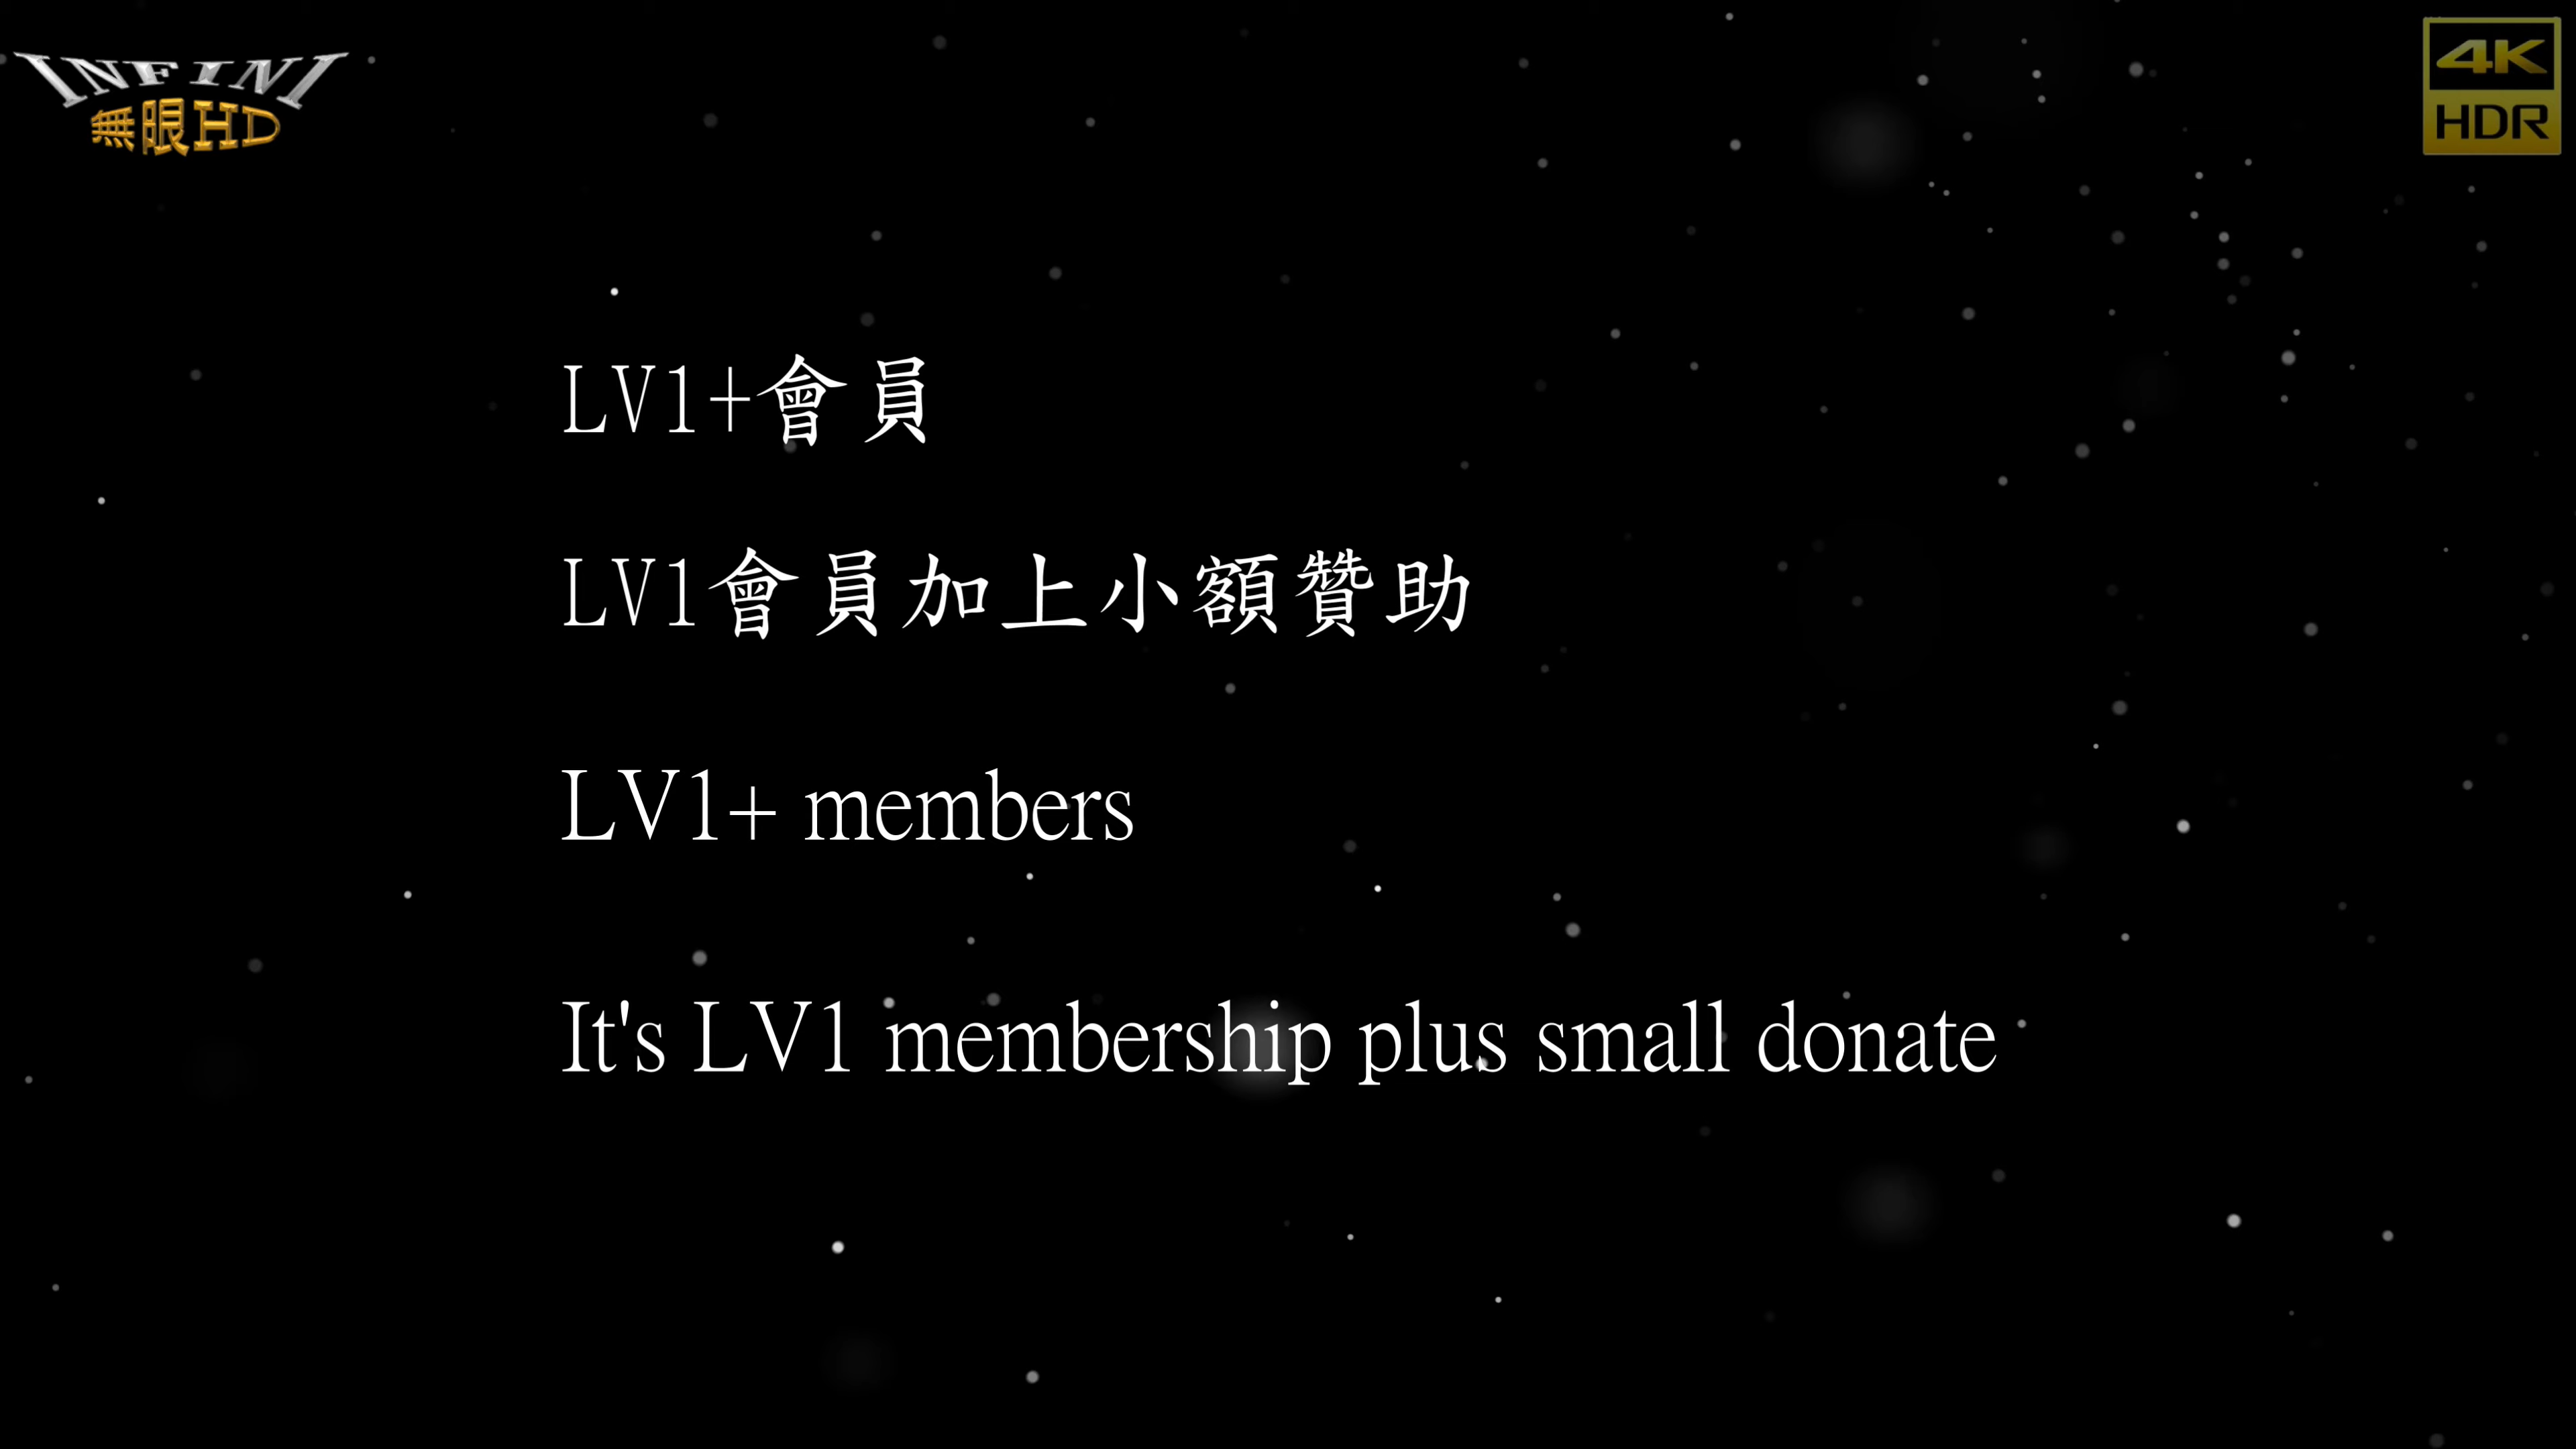 INFINI
無限HD
4K
HDR
LV1+會員
LV1會員加上小額贊助
LV1+ members
It's LV1 membership plus small donate